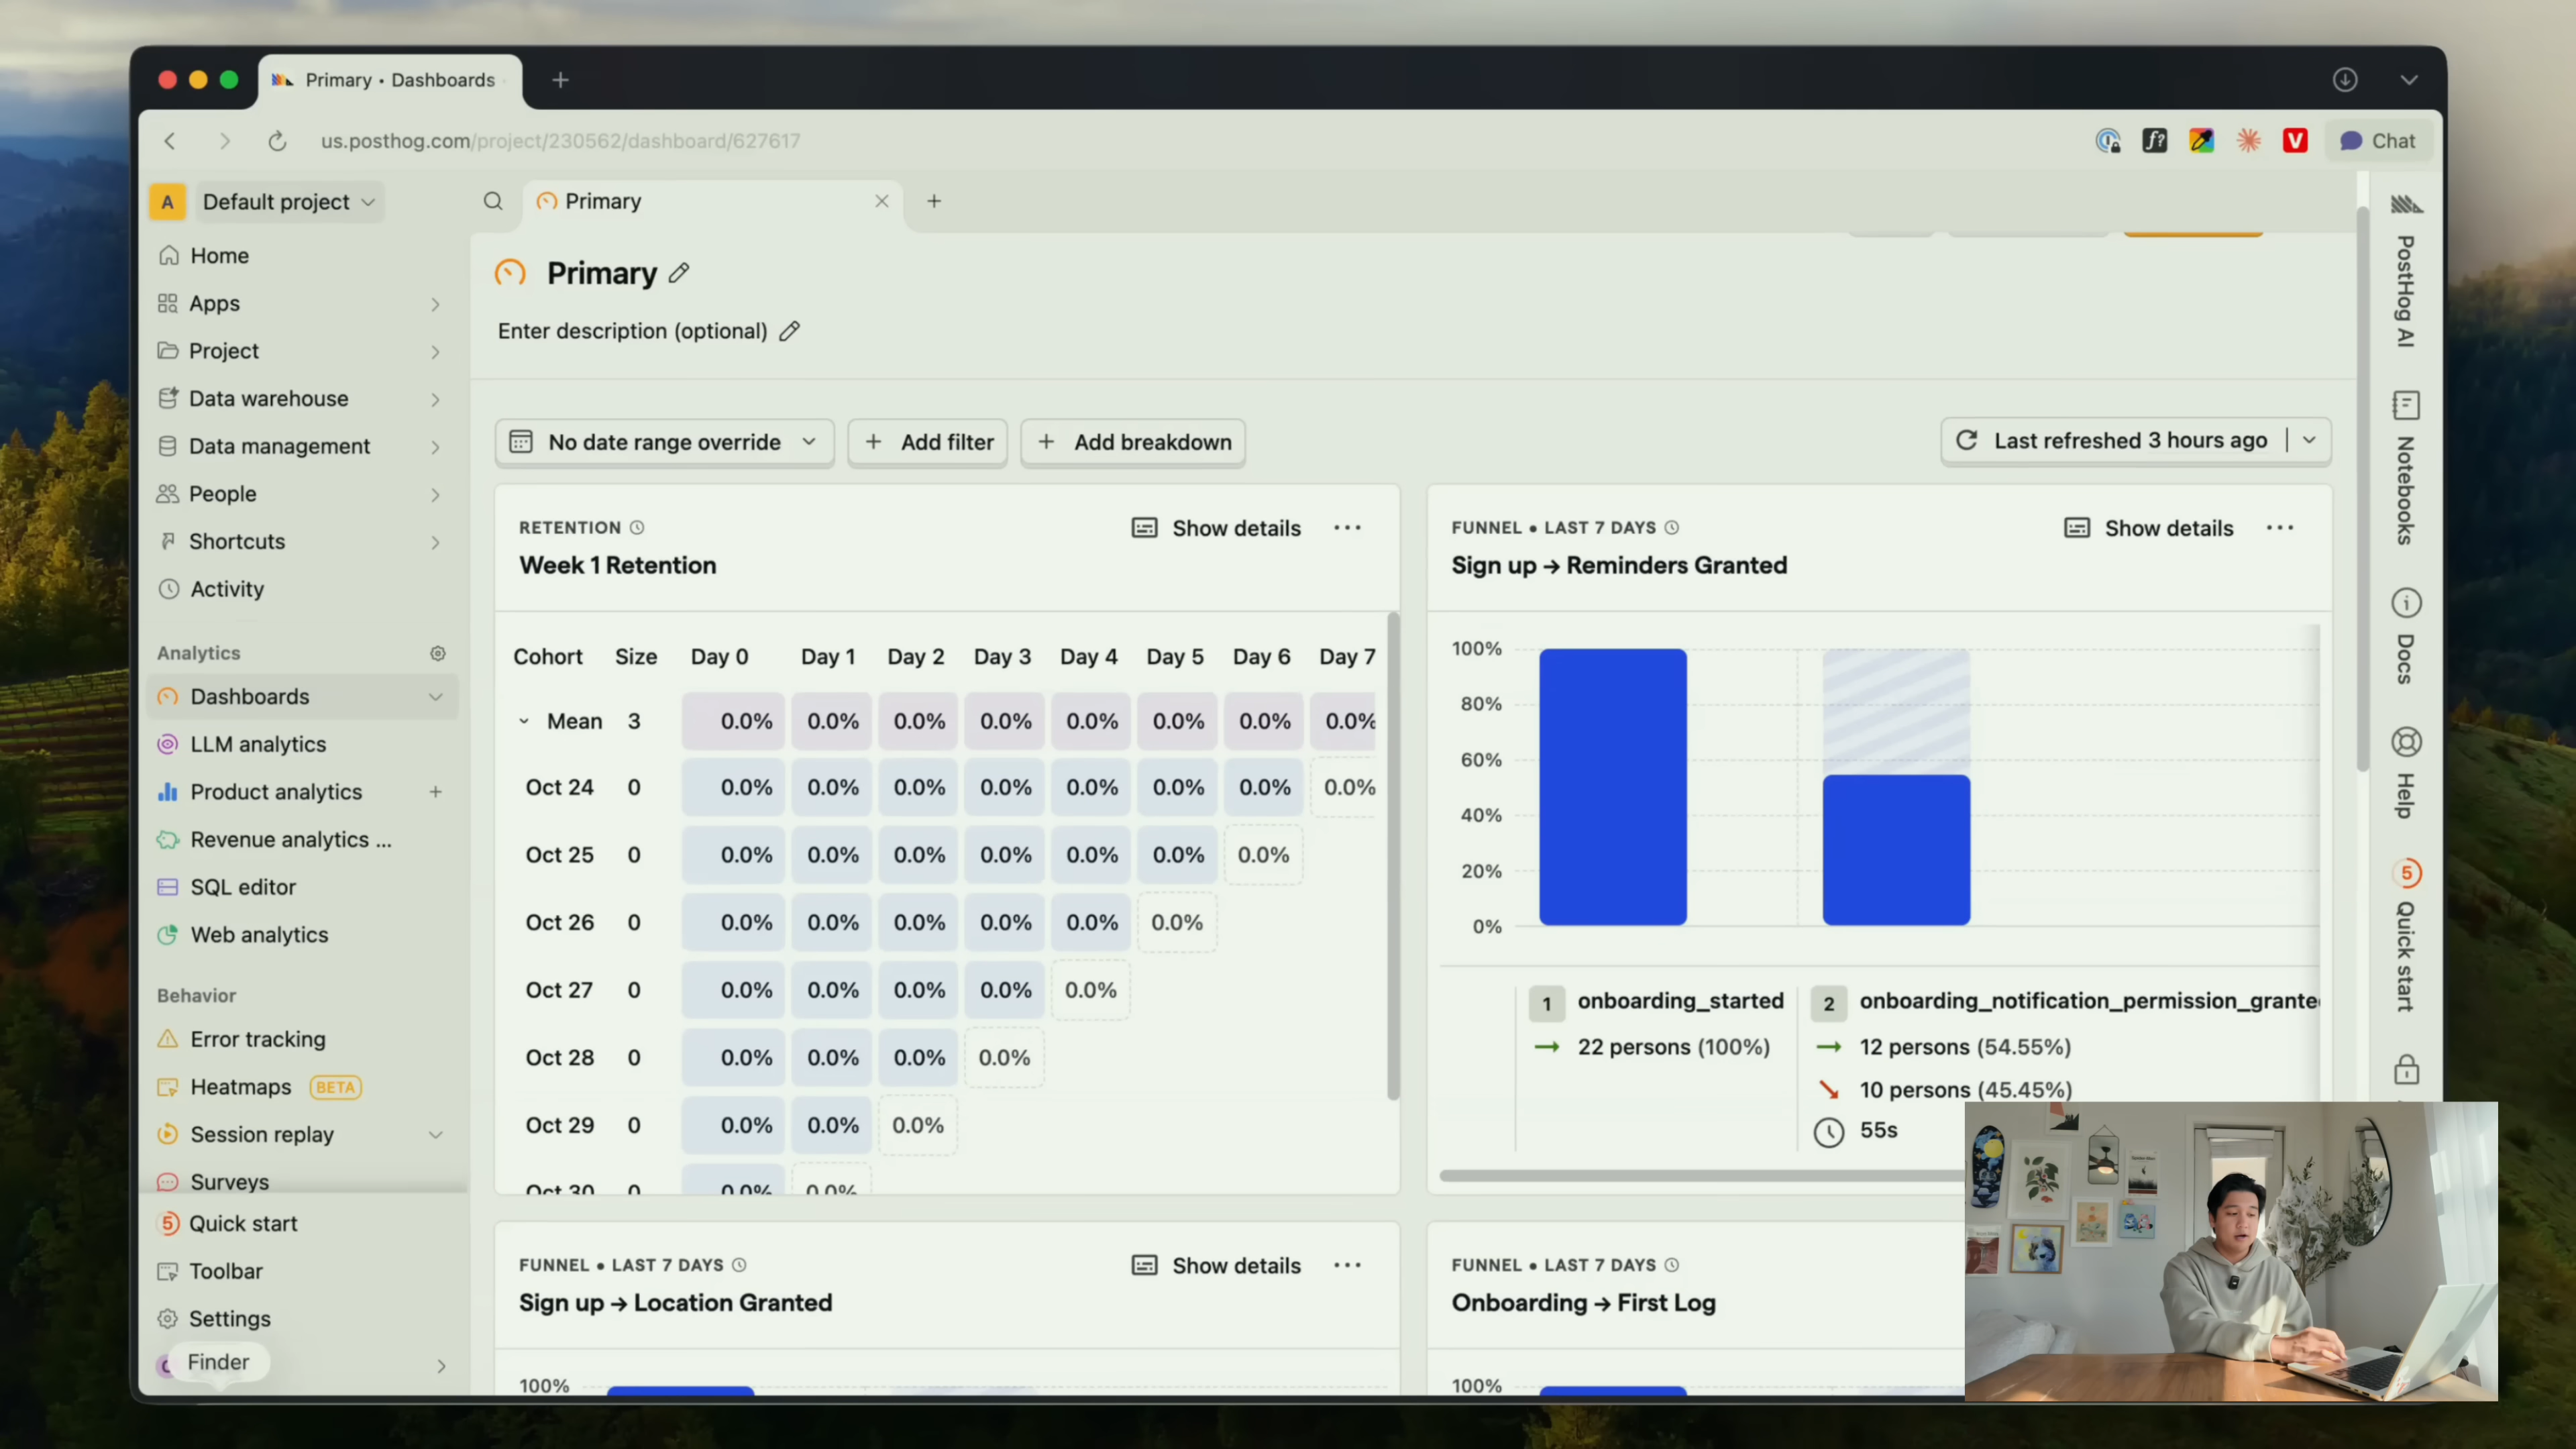 Primary • Dashboards
us.posthog.com/project/230562/dashboard/627617
Chat
A Default project
Primary
Home
Apps
Project
Data warehouse
Data management
People
Shortcuts
Activity
Analytics
Dashboards
LLM analytics
Product analytics
Revenue analytics ...
SQL editor
Web analytics
Behavior
Error tracking
Heatmaps BETA
Session replay
Surveys
5 Quick start
Toolbar
Settings
Finder
Primary
Enter description (optional)
No date range override
Add filter
Add breakdown
Last refreshed 3 hours ago
RETENTION
Show details
Week 1 Retention
Cohort Size Day 0 Day 1 Day 2 Day 3 Day 4 Day 5 Day 6 Day 7
Mean 3 0.0% 0.0% 0.0% 0.0% 0.0% 0.0% 0.0% 0.0%
Oct 24 0 0.0% 0.0% 0.0% 0.0% 0.0% 0.0% 0.0% 0.0%
Oct 25 0 0.0% 0.0% 0.0% 0.0% 0.0% 0.0% 0.0%
Oct 26 0 0.0% 0.0% 0.0% 0.0% 0.0% 0.0%
Oct 27 0 0.0% 0.0% 0.0% 0.0% 0.0%
Oct 28 0 0.0% 0.0% 0.0% 0.0%
Oct 29 0 0.0% 0.0% 0.0%
Oct 30 0 0.0% 0.0%
FUNNEL • LAST 7 DAYS
Show details
Sign up → Reminders Granted
100%
80%
60%
40%
20%
0%
1 onboarding_started
→ 22 persons (100%)
2 onboarding_notification_permission_grante
→ 12 persons (54.55%)
10 persons (45.45%)
55s
FUNNEL • LAST 7 DAYS
Show details
Sign up → Location Granted
100%
FUNNEL • LAST 7 DAYS
Onboarding → First Log
100%
PostHog AI
Notebooks
Docs
Help
5
Quick start